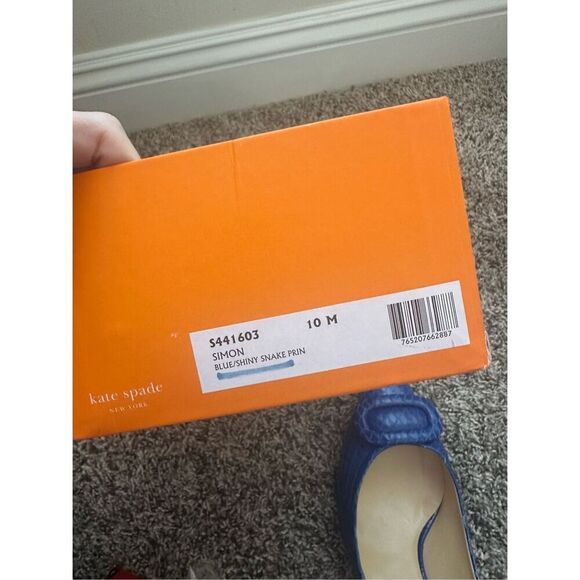 S441603 10 M
SIMON
BLUE/SHINY SNAKE PRIN
765207662887
kate spade
NEW YORK